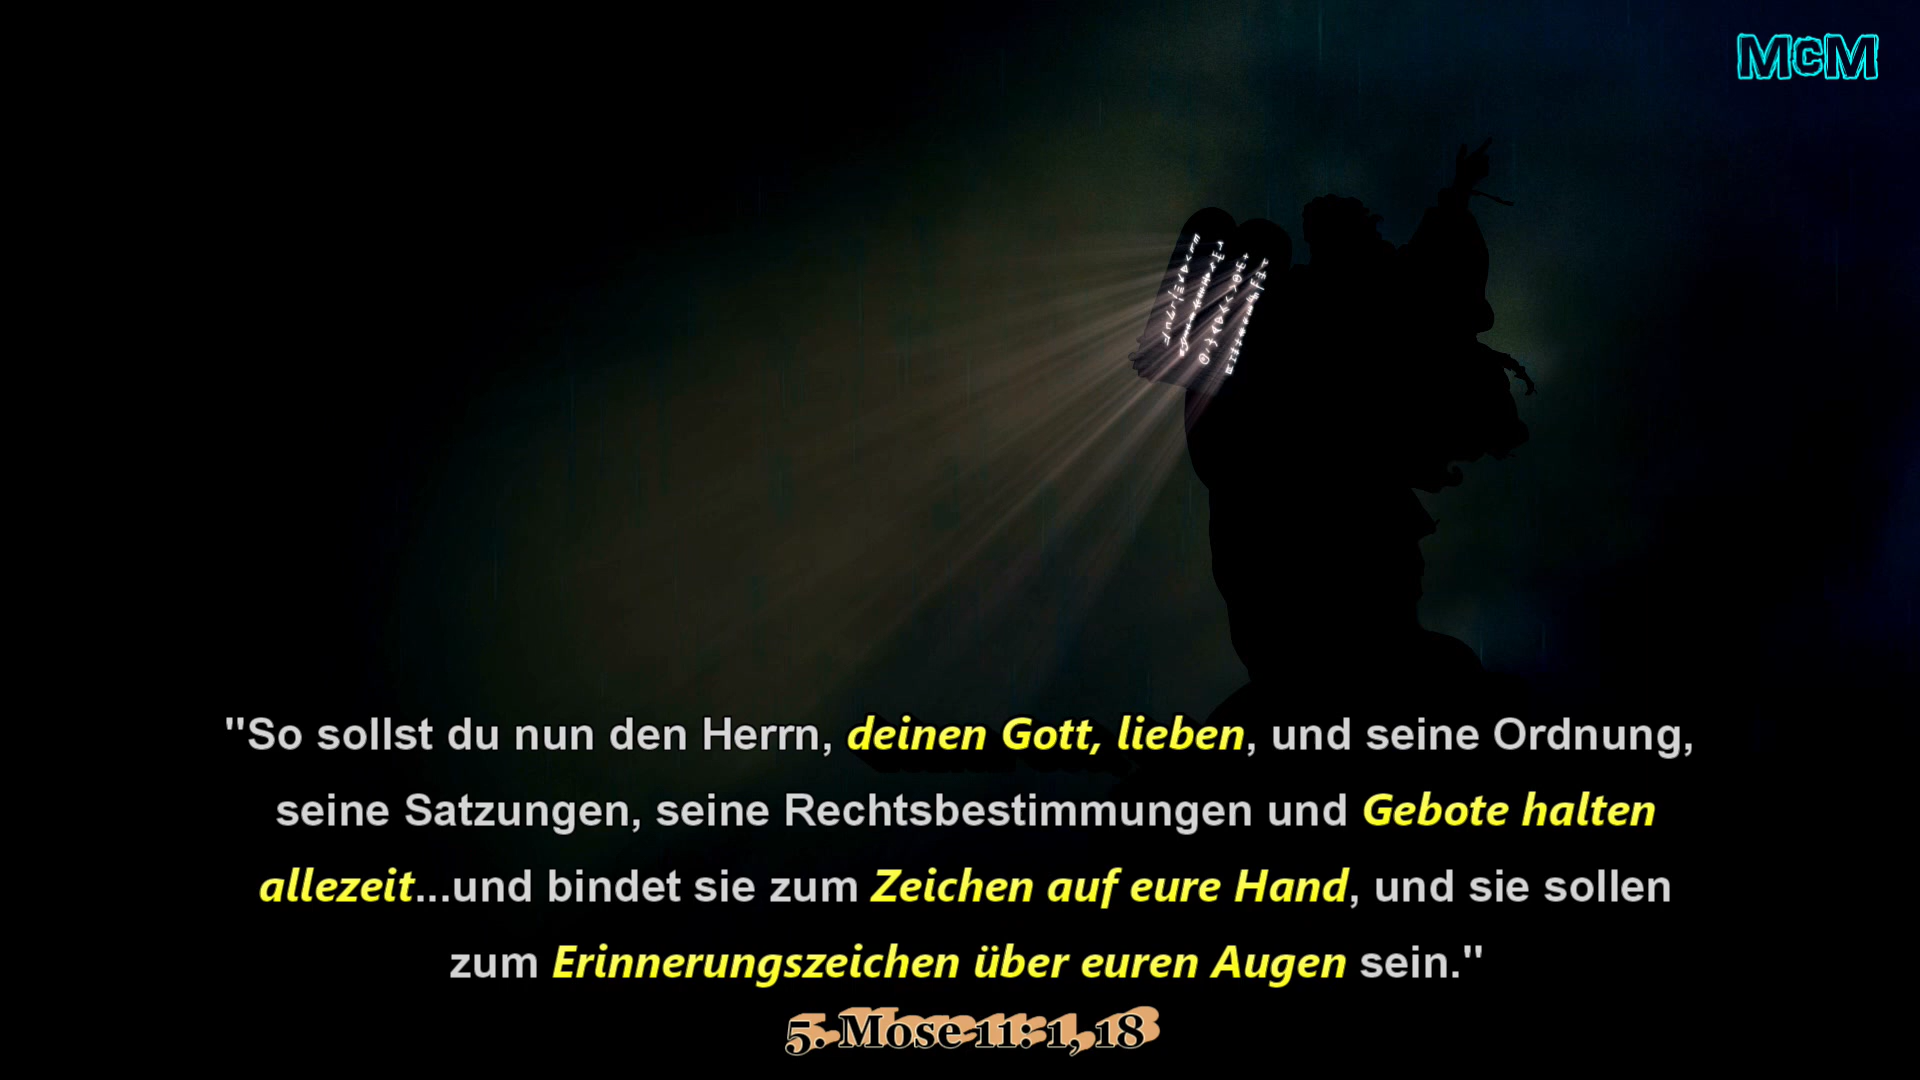 McM
"So sollst du nun den Herrn, deinen Gott, lieben, und seine Ordnung,
seine Satzungen, seine Rechtsbestimmungen und Gebote halten
allezeit...und bindet sie zum Zeichen auf eure Hand, und sie sollen
zum Erinnerungszeichen über euren Augen sein."
5. Mose 11: 1, 18